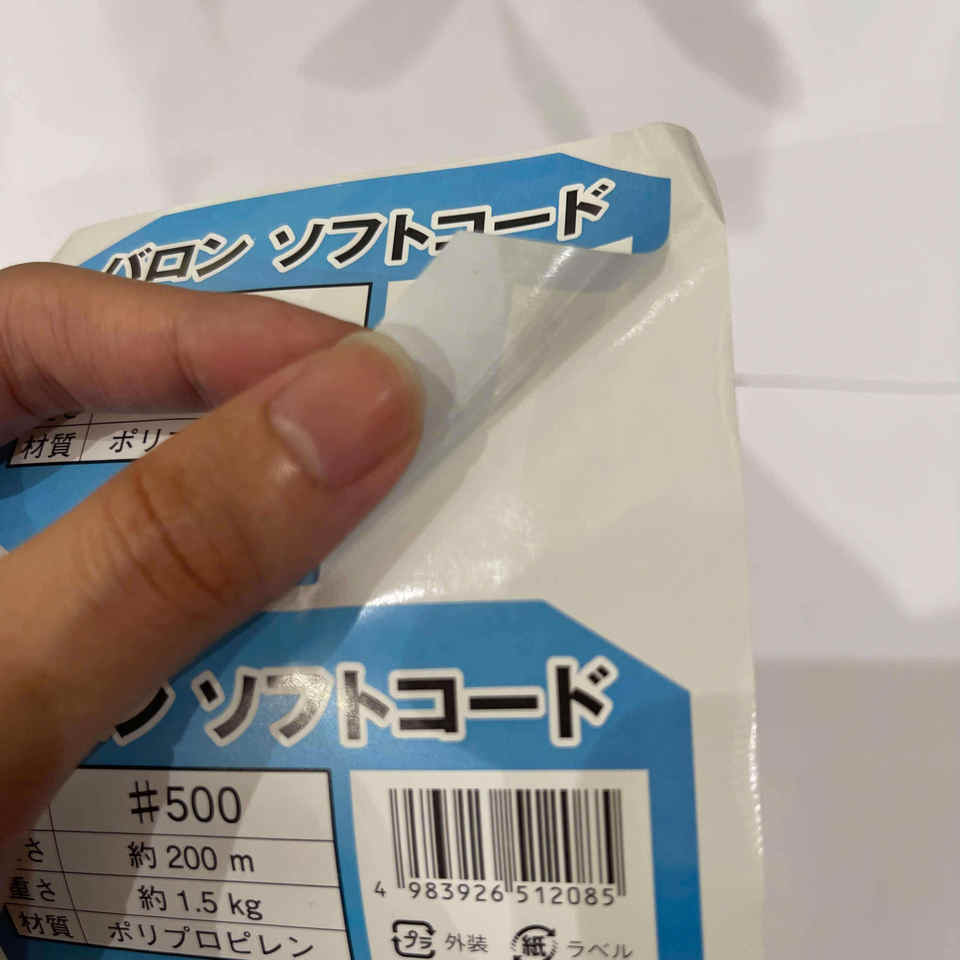 バロン ソフトコード
材質 ポリプ
ン ソフトコード
#500
さ 約 200 m
重さ 約 1.5 kg
材質 ポリプロピレン
4 983926 512085
プラ 外装 紙 ラベル